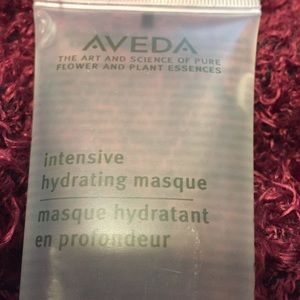 AVEDA
THE ART AND SCIENCE OF PURE
FLOWER AND PLANT ESSENCES
intensive
hydrating masque
masque hydratant
en profondeur